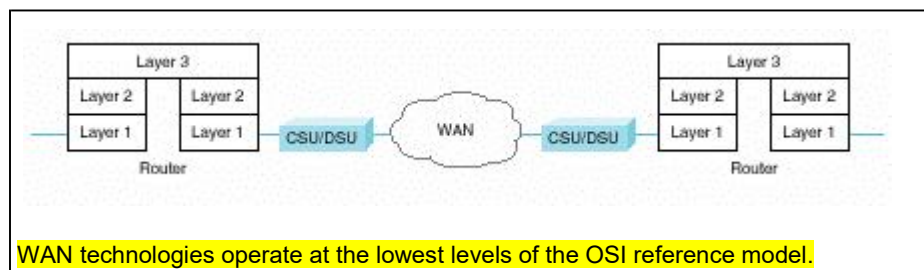 Layer 3 Layer 3
Layer 2 Layer 2 Layer 2 Layer 2
Layer 1 Layer 1 CSU/DSU WAN CSU/DSU Layer 1 Layer 1
Router Router
WAN technologies operate at the lowest levels of the OSI reference model.